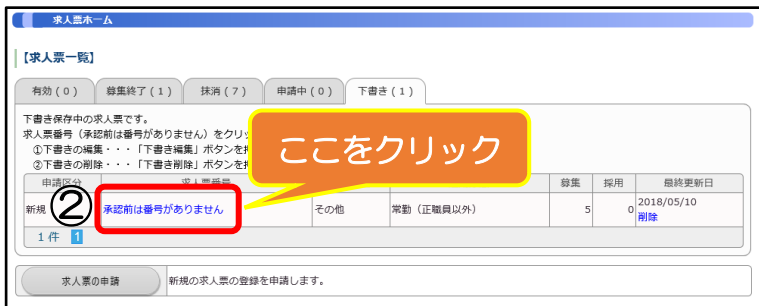 求人票ホーム
【求人票一覧】
有効(0) 募集終了(1) 抹消(7) 申請中(0) 下書き(1)
下書き保存中の求人票です。
求人票番号(承認前は番号がありません)をクリッ
①下書きの編集・・・「下書き編集」ボタンを押
②下書きの削除・・・「下書き削除」ボタンを押
ここをクリック
申請区分 求人票番号 募集 採用 最終更新日
新規 ② 承認前は番号がありません その他 常勤(正職員以外) 5 0 2018/05/10
削除
1件 1
求人票の申請 新規の求人票の登録を申請します。